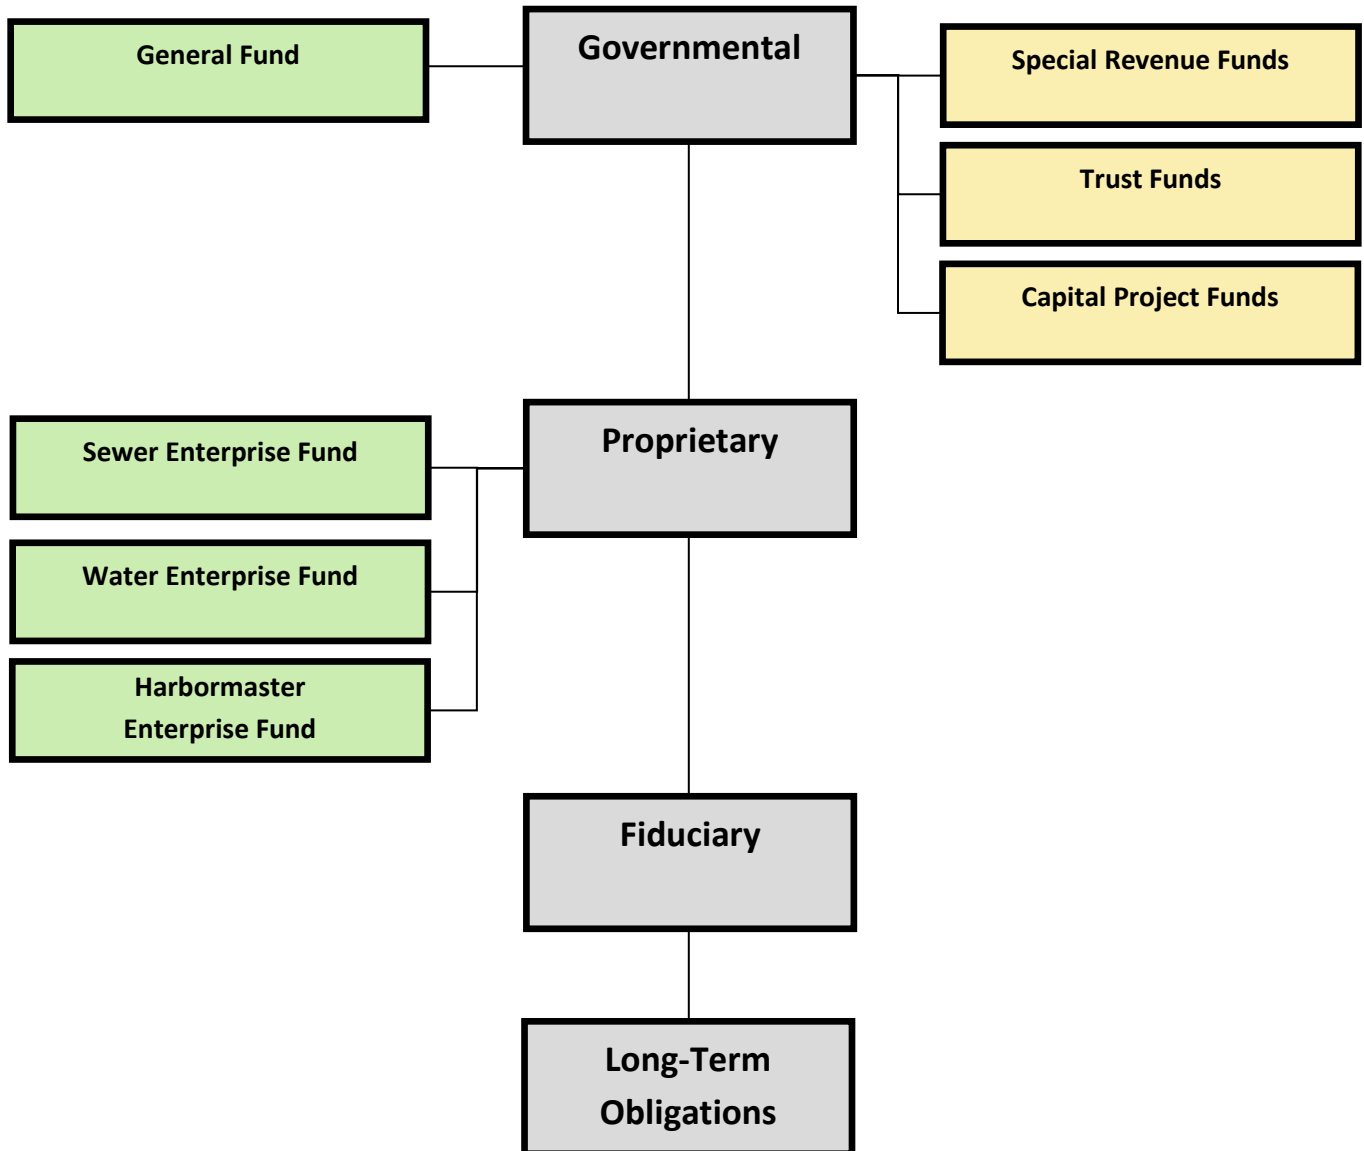 General Fund
Governmental
Special Revenue Funds
Trust Funds
Capital Project Funds
Sewer Enterprise Fund
Proprietary
Water Enterprise Fund
Harbormaster
Enterprise Fund
Fiduciary
Long-Term
Obligations